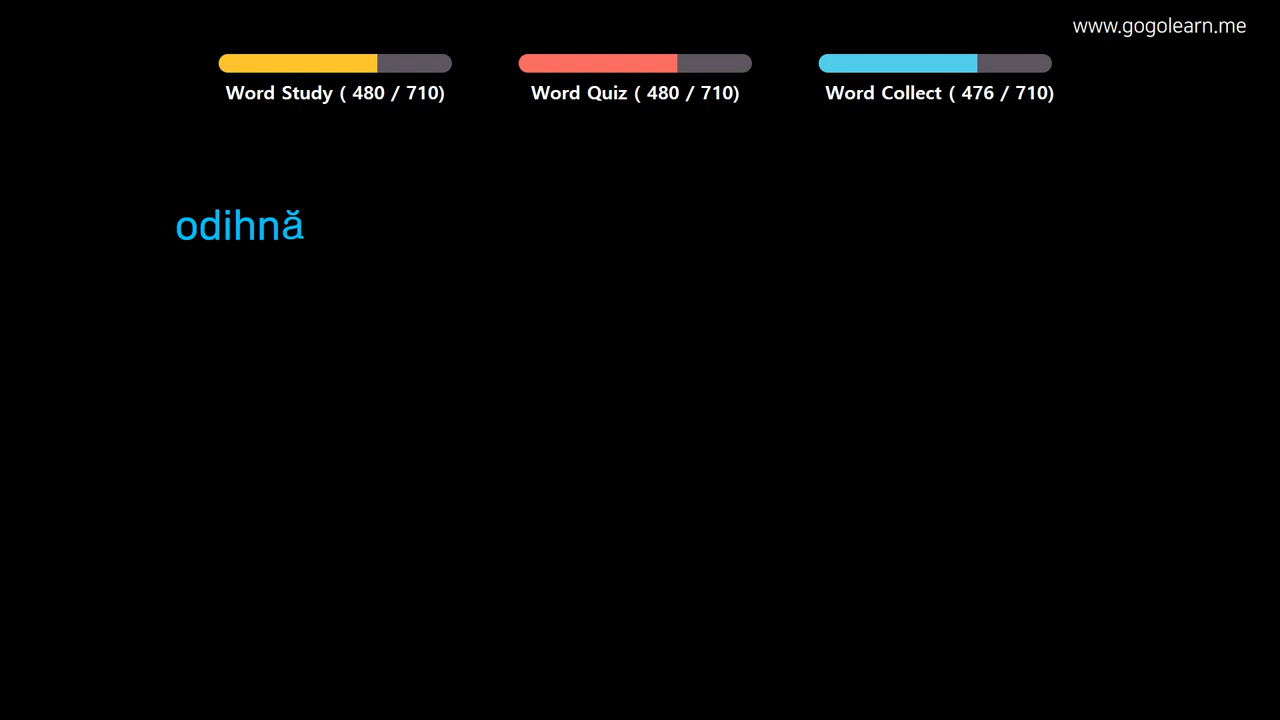 www.gogolearn.me
Word Study ( 480 / 710)
Word Quiz ( 480 / 710)
Word Collect ( 476 / 710)
odihnă